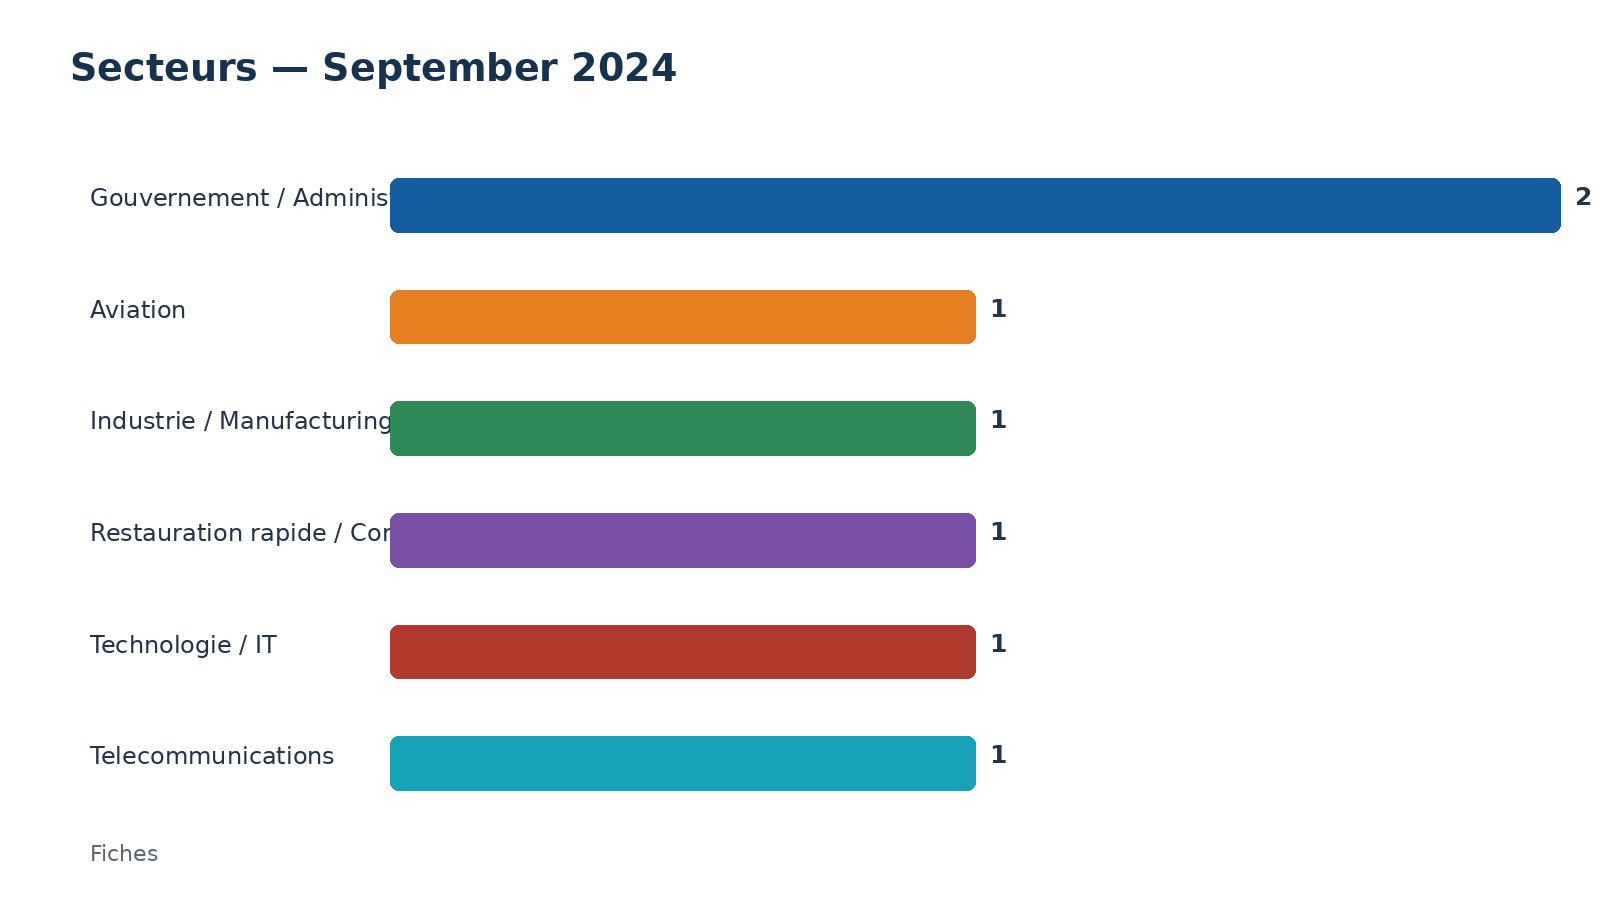 Secteurs — September 2024
Gouvernement / Adminis 2
Aviation 1
Industrie / Manufacturing 1
Restauration rapide / Con 1
Technologie / IT 1
Telecommunications 1
Fiches